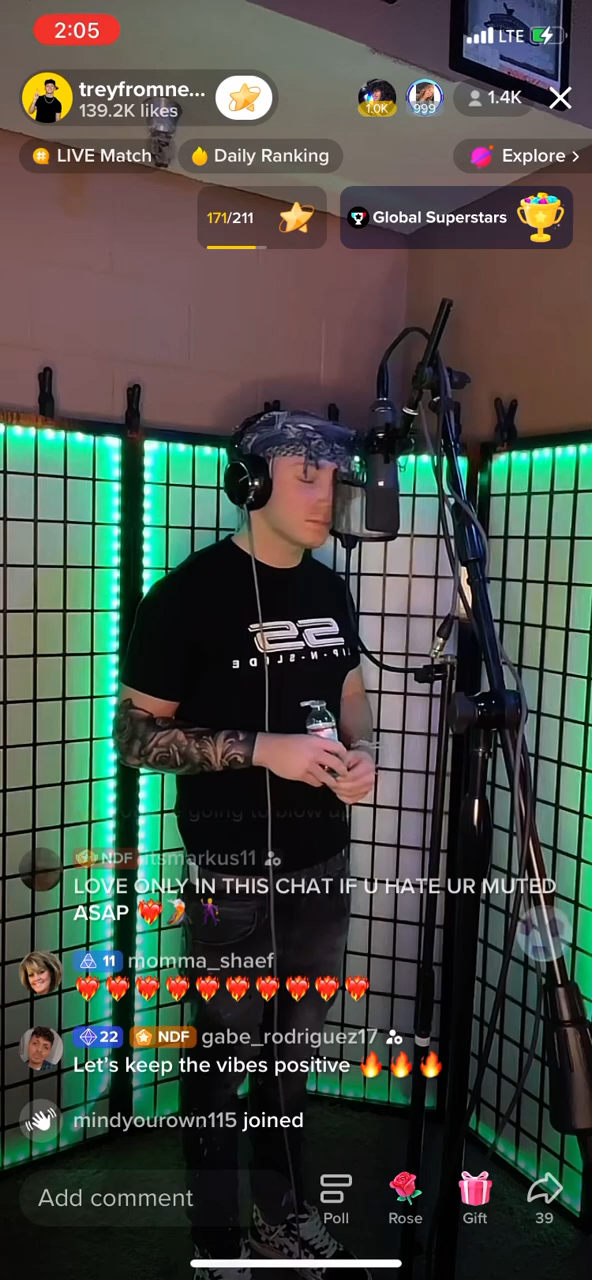 2:05
LTE
treyfromne...
139.2K likes
1.0K
999
1.4K
LIVE Match
Daily Ranking
Explore >
171/211
Global Superstars
SS
going to blow u
NDF itsmarkus11
LOVE ONLY IN THIS CHAT IF U HATE UR MUTED
ASAP ❤️‍🔥
11 momma_shaef
❤️‍🔥❤️‍🔥❤️‍🔥❤️‍🔥❤️‍🔥❤️‍🔥❤️‍🔥❤️‍🔥❤️‍🔥❤️‍🔥
22 NDF gabe_rodriguez17
Let's keep the vibes positive 🔥🔥🔥
mindyourown115 joined
Add comment
Poll
Rose
Gift
39